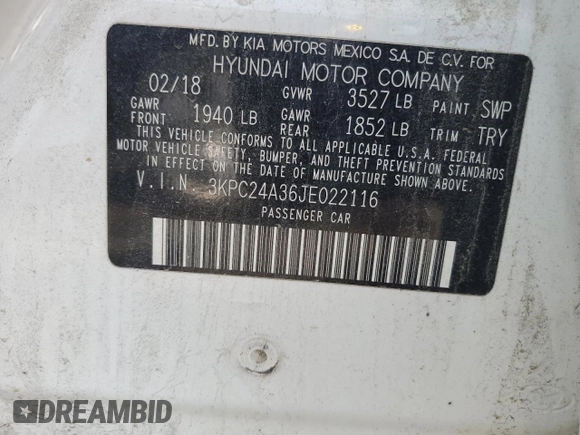 MFD. BY KIA MOTORS MEXICO S.A. DE C.V. FOR
HYUNDAI MOTOR COMPANY
02/18 GVWR 3527 LB PAINT SWP
GAWR FRONT 1940 LB GAWR REAR 1852 LB TRIM TRY
THIS VEHICLE CONFORMS TO ALL APPLICABLE U.S.A. FEDERAL
MOTOR VEHICLE SAFETY, BUMPER, AND THEFT PREVENTION STANDARDS
IN EFFECT ON THE DATE OF MANUFACTURE SHOWN ABOVE.
V.I.N. 3KPC24A36JE022116
PASSENGER CAR
DREAMBID